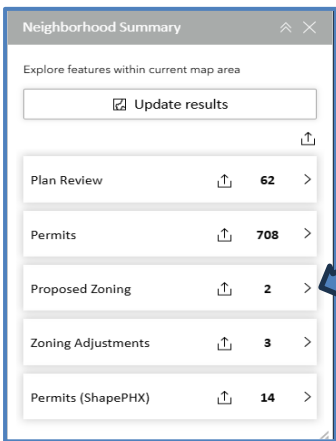 Neighborhood Summary
Explore features within current map area
Update results
Plan Review 62
Permits 708
Proposed Zoning 2
Zoning Adjustments 3
Permits (ShapePHX) 14